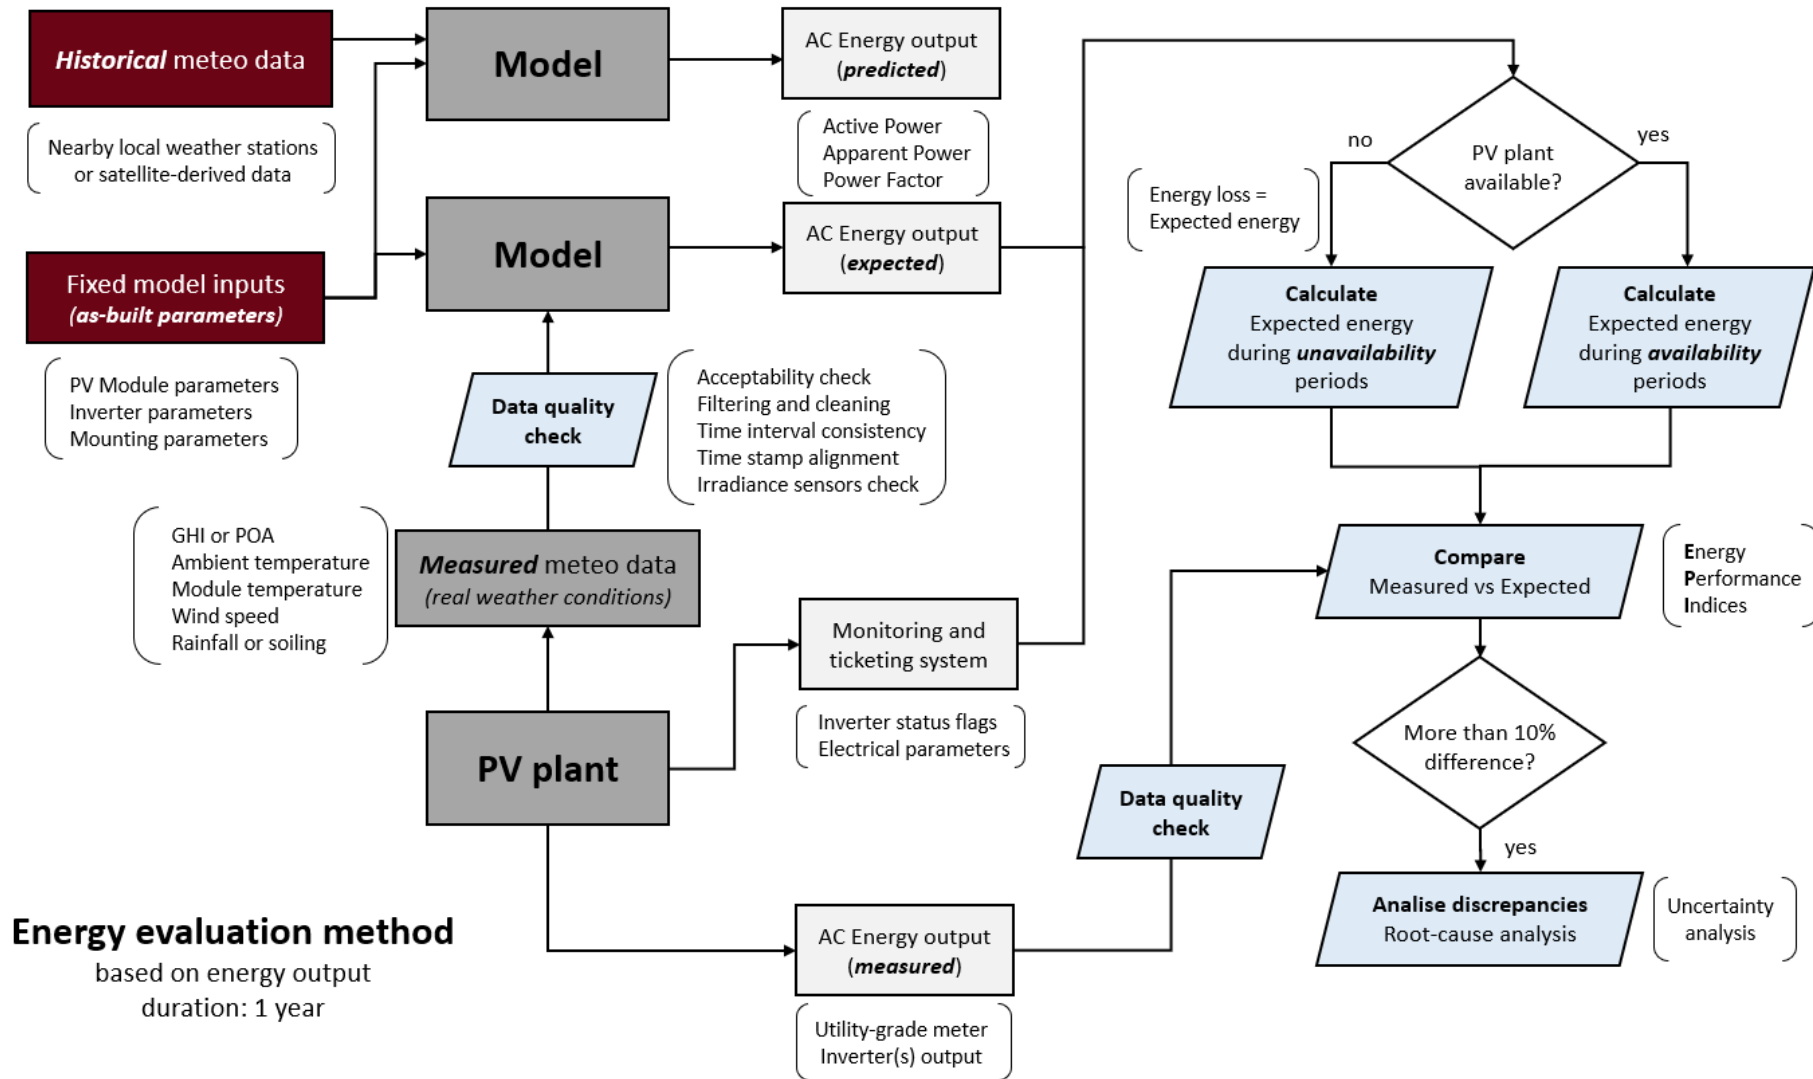 Historical meteo data
Nearby local weather stations
or satellite-derived data
Model
AC Energy output
(predicted)
Active Power
Apparent Power
Power Factor
Fixed model inputs
(as-built parameters)
PV Module parameters
Inverter parameters
Mounting parameters
Model
AC Energy output
(expected)
Data quality
check
Acceptability check
Filtering and cleaning
Time interval consistency
Time stamp alignment
Irradiance sensors check
GHI or POA
Ambient temperature
Module temperature
Wind speed
Rainfall or soiling
Measured meteo data
(real weather conditions)
PV plant
Monitoring and
ticketing system
Inverter status flags
Electrical parameters
AC Energy output
(measured)
Utility-grade meter
Inverter(s) output
Data quality
check
PV plant
available?
no
yes
Energy loss =
Expected energy
Calculate
Expected energy
during unavailability
periods
Calculate
Expected energy
during availability
periods
Compare
Measured vs Expected
Energy
Performance
Indices
More than 10%
difference?
yes
Analise discrepancies
Root-cause analysis
Uncertainty
analysis
Energy evaluation method
based on energy output
duration: 1 year